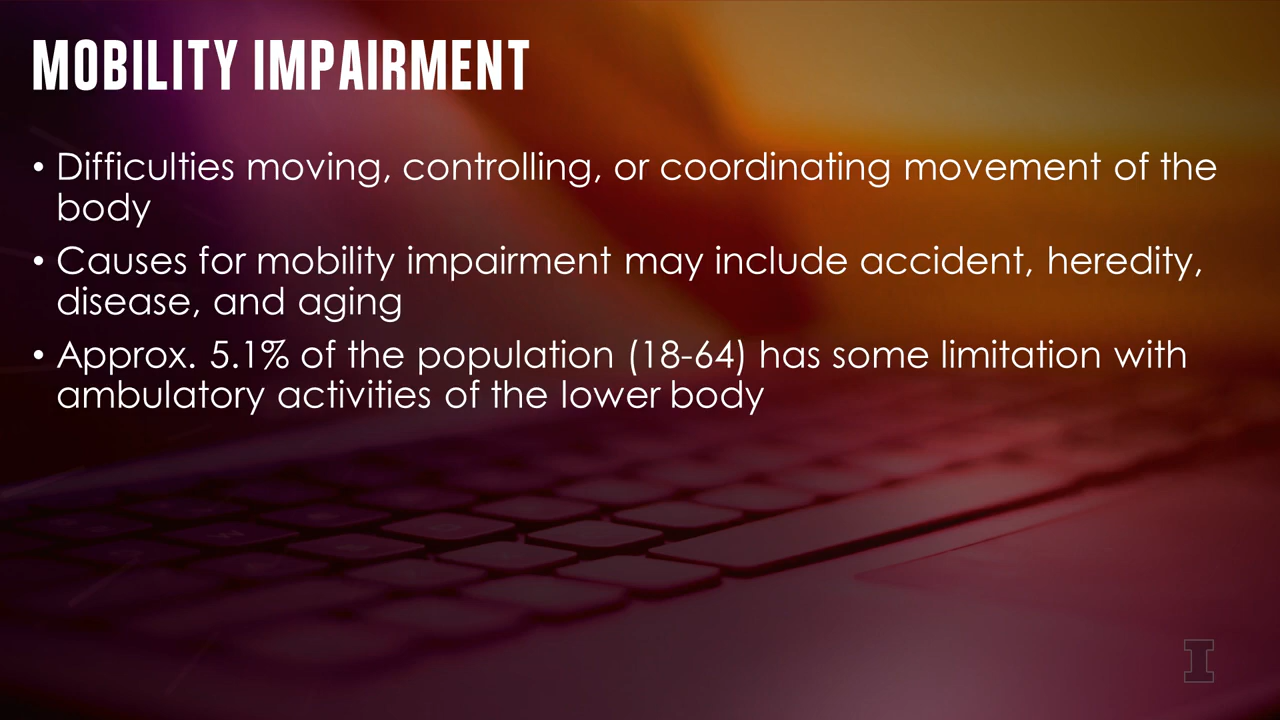 MOBILITY IMPAIRMENT
• Difficulties moving, controlling, or coordinating movement of the
body
• Causes for mobility impairment may include accident, heredity,
disease, and aging
• Approx. 5.1% of the population (18-64) has some limitation with
ambulatory activities of the lower body
I